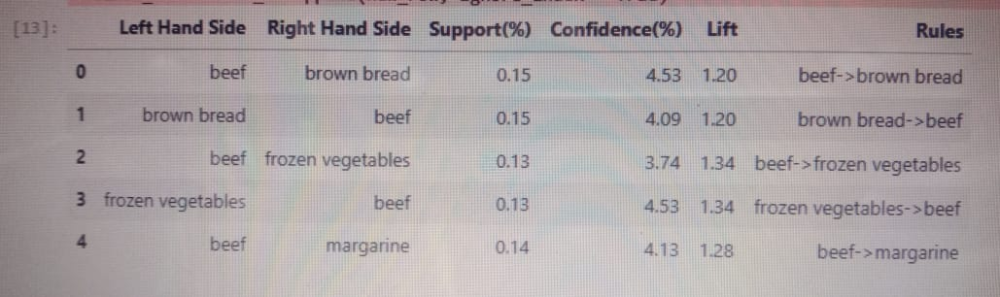 [13]:
Left Hand Side Right Hand Side Support(%) Confidence(%) Lift Rules
0 beef brown bread 0.15 4.53 1.20 beef->brown bread
1 brown bread beef 0.15 4.09 1.20 brown bread->beef
2 beef frozen vegetables 0.13 3.74 1.34 beef->frozen vegetables
3 frozen vegetables beef 0.13 4.53 1.34 frozen vegetables->beef
4 beef margarine 0.14 4.13 1.28 beef->margarine